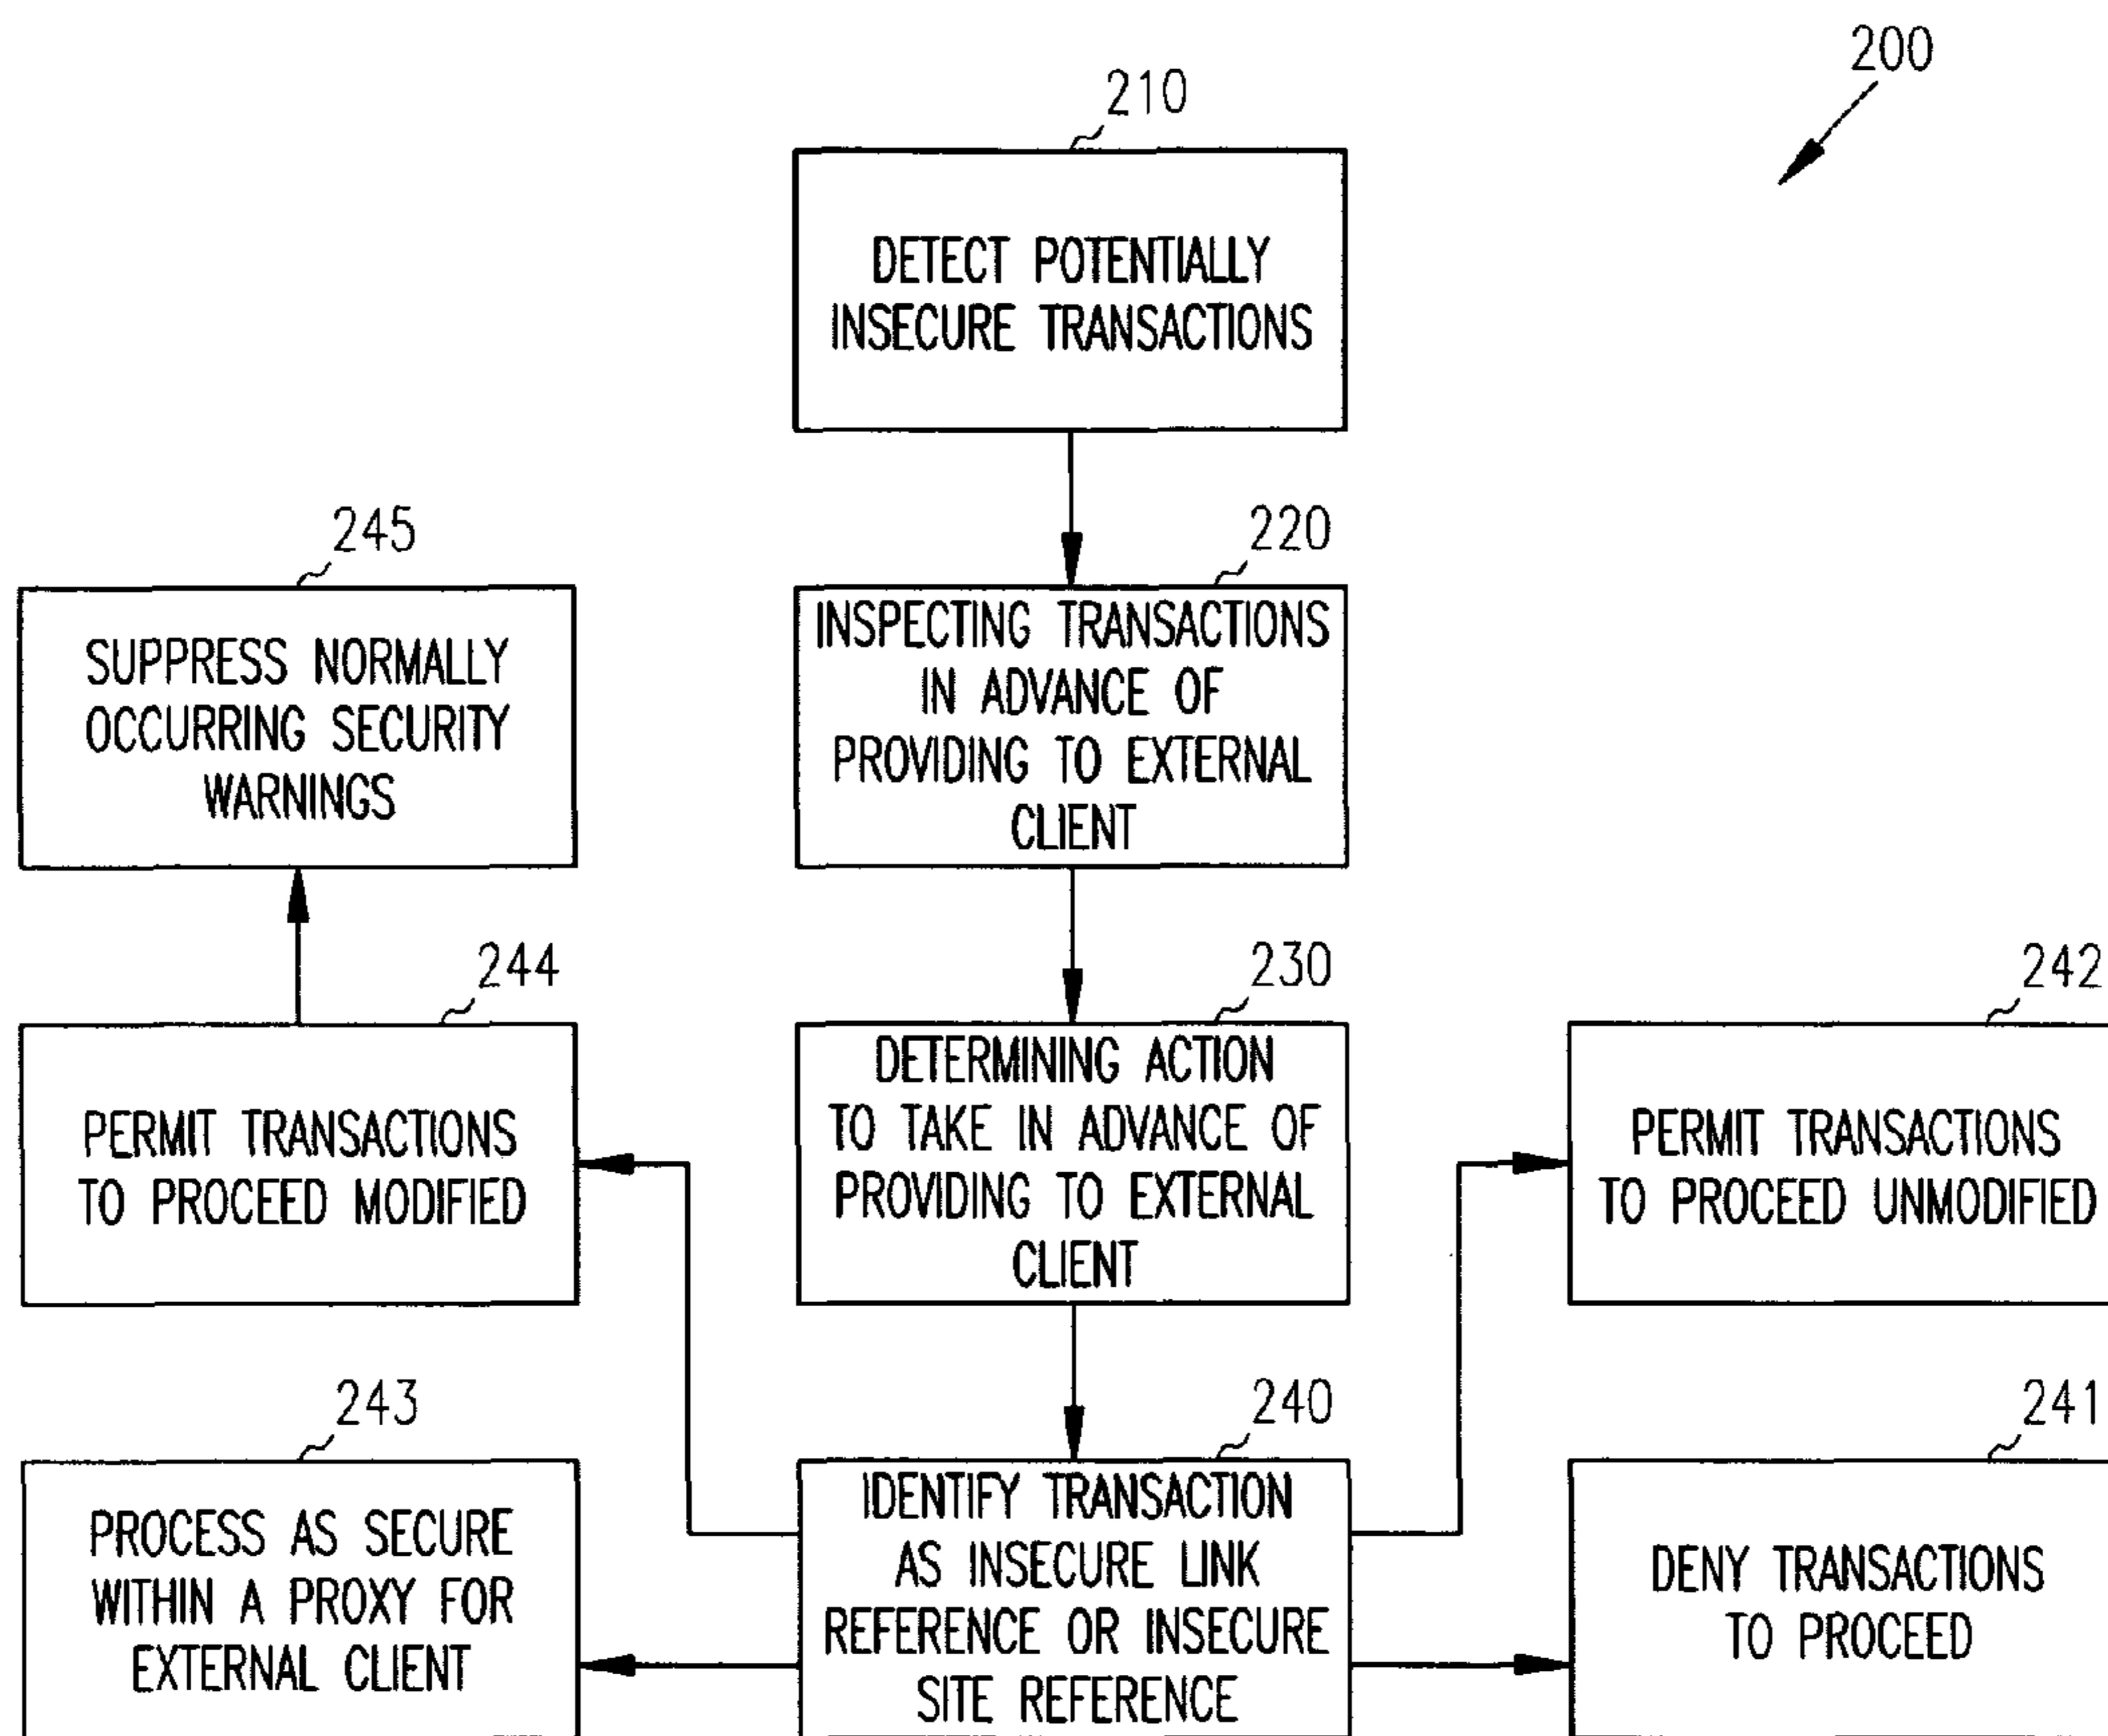 200
210
DETECT POTENTIALLY
INSECURE TRANSACTIONS
245
SUPPRESS NORMALLY
OCCURRING SECURITY
WARNINGS
220
INSPECTING TRANSACTIONS
IN ADVANCE OF
PROVIDING TO EXTERNAL
CLIENT
244
PERMIT TRANSACTIONS
TO PROCEED MODIFIED
230
DETERMINING ACTION
TO TAKE IN ADVANCE OF
PROVIDING TO EXTERNAL
CLIENT
242
PERMIT TRANSACTIONS
TO PROCEED UNMODIFIED
243
PROCESS AS SECURE
WITHIN A PROXY FOR
EXTERNAL CLIENT
240
IDENTIFY TRANSACTION
AS INSECURE LINK
REFERENCE OR INSECURE
SITE REFERENCE
241
DENY TRANSACTIONS
TO PROCEED